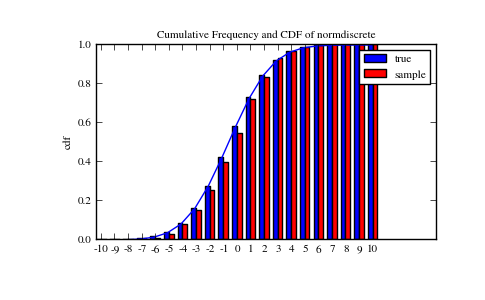 Cumulative Frequency and CDF of normdiscrete
1.0
0.8
0.6
0.4
0.2
0.0
cdf
true
sample
-10 -9 -8 -7 -6 -5 -4 -3 -2 -1 0 1 2 3 4 5 6 7 8 9 10